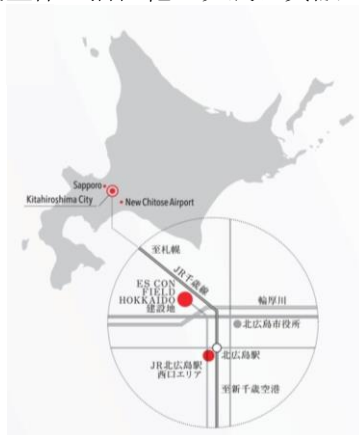 Sapporo
Kitahiroshima City
New Chitose Airport
至札幌
JR千歳線
ES CON
FIELD
HOKKAIDO
建設地
輪厚川
北広島市役所
北広島駅
JR北広島駅
西口エリア
至新千歳空港